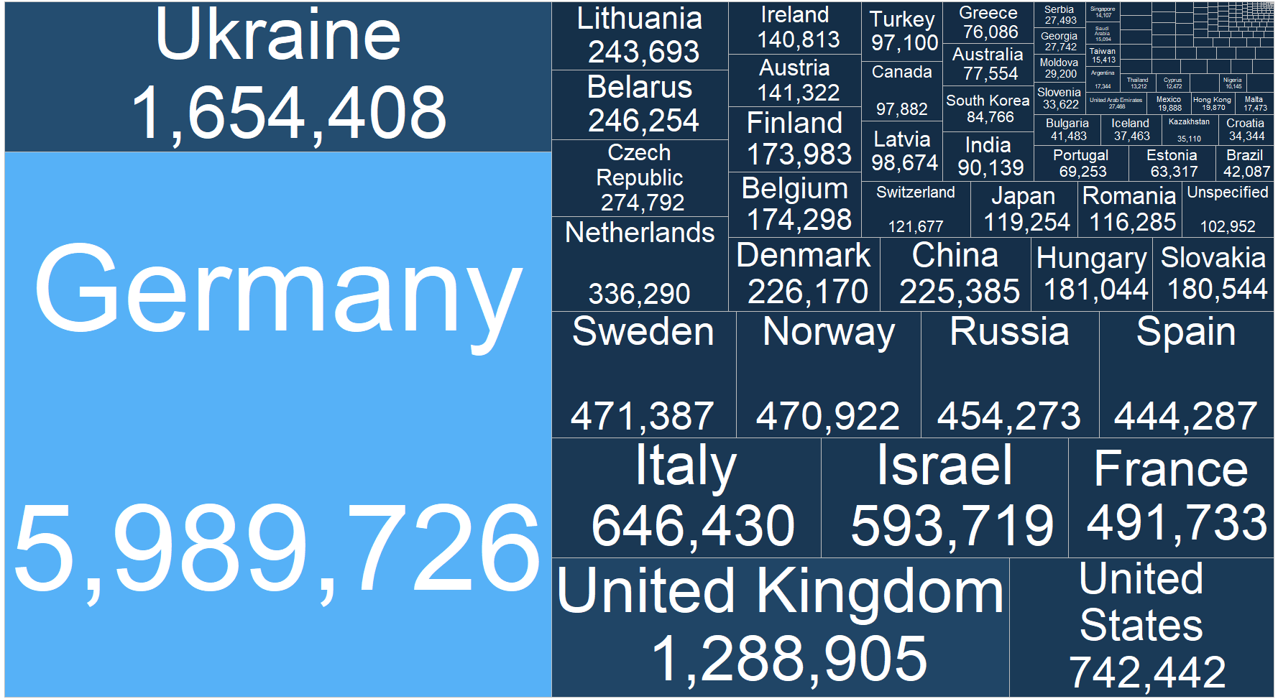 Ukraine
1,654,408
Germany
5,989,726
Lithuania
243,693
Belarus
246,254
Czech
Republic
274,792
Netherlands
336,290
Ireland
140,813
Austria
141,322
Finland
173,983
Belgium
174,298
Turkey
97,100
Canada
97,882
Latvia
98,674
Greece
76,086
Australia
77,554
South Korea
84,766
India
90,139
Serbia
27,493
Georgia
27,742
Moldova
29,200
Slovenia
33,622
Singapore
14,107
Saudi
Arabia
15,094
Taiwan
15,413
Argentina
17,344
Thailand
13,212
Cyprus
12,472
Nigeria
10,145
United Arab Emirates
27,468
Mexico
19,888
Hong Kong
19,870
Malta
17,473
Bulgaria
41,483
Iceland
37,463
Kazakhstan
35,110
Croatia
34,344
Portugal
69,253
Estonia
63,317
Brazil
42,087
Switzerland
121,677
Japan
119,254
Romania
116,285
Unspecified
102,952
Denmark
226,170
China
225,385
Hungary
181,044
Slovakia
180,544
Sweden
471,387
Norway
470,922
Russia
454,273
Spain
444,287
Italy
646,430
Israel
593,719
France
491,733
United Kingdom
1,288,905
United
States
742,442